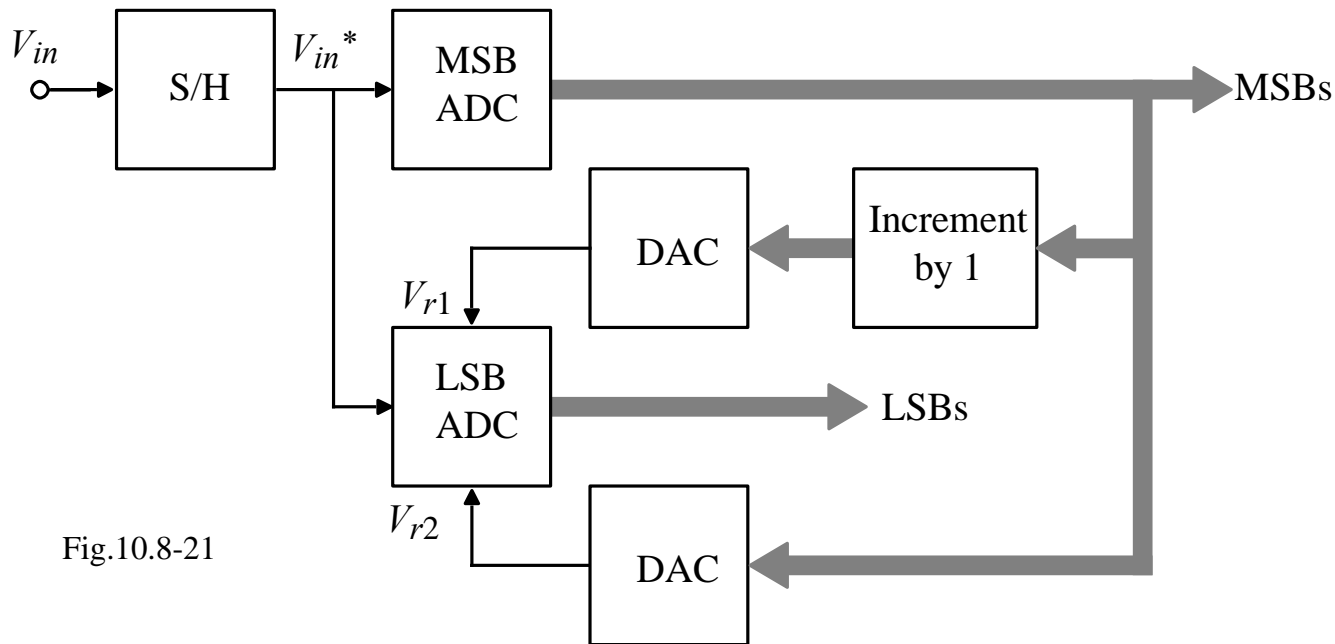 Vin
S/H
Vin*
MSB
ADC
MSBs
DAC
Increment
by 1
Vr1
LSB
ADC
LSBs
Vr2
DAC
Fig.10.8-21